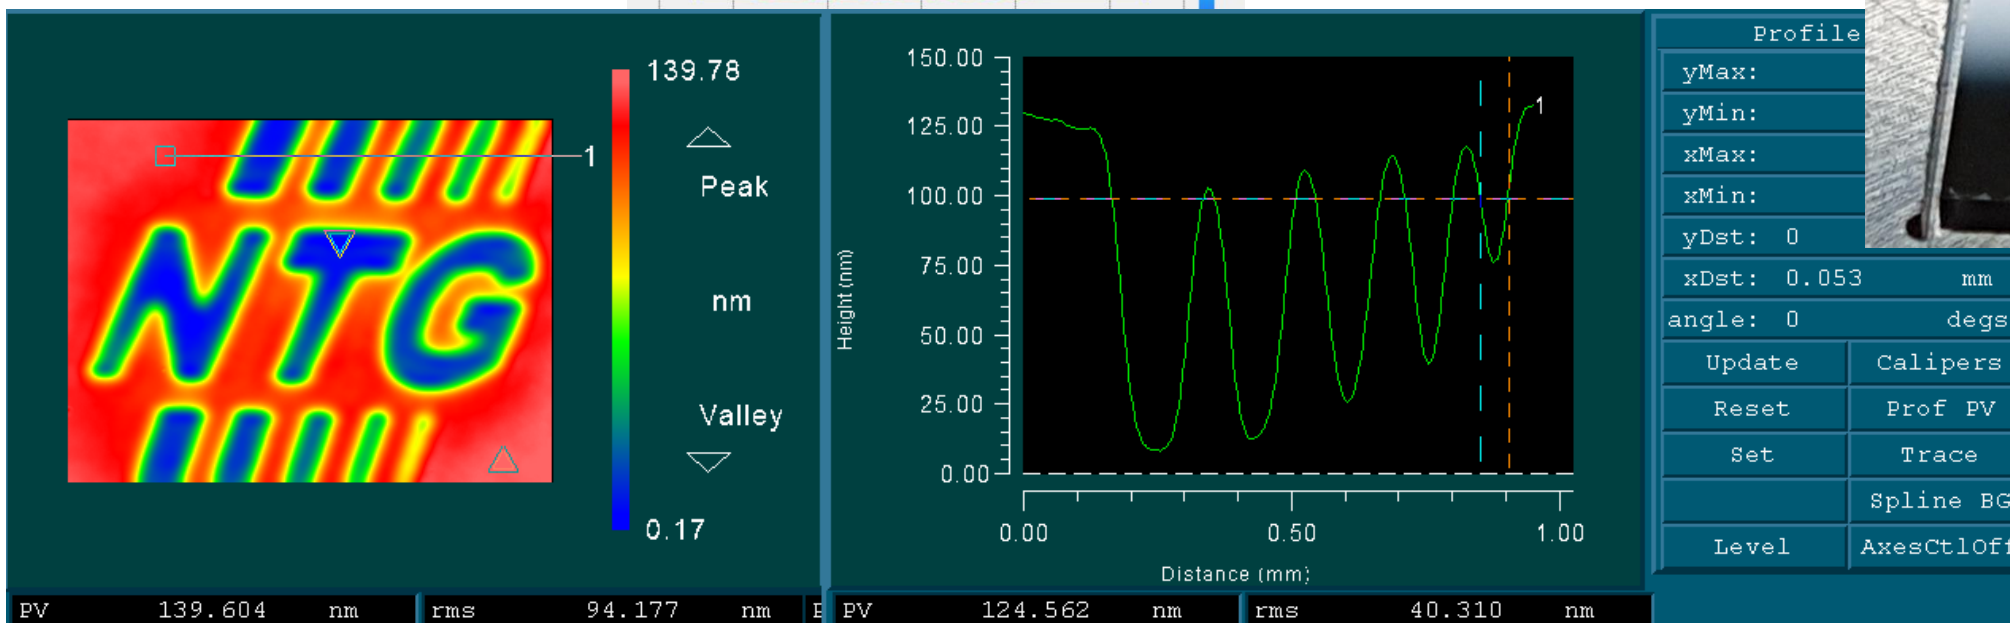 139.78
1
Peak
nm
Valley
0.17
NTG
PV 139.604 nm rms 94.177 nm
150.00
125.00
100.00
75.00
50.00
25.00
0.00
Height (nm)
1
0.00 0.50 1.00
Distance (mm)
PV 124.562 nm rms 40.310 nm
Profile
yMax:
yMin:
xMax:
xMin:
yDst: 0
xDst: 0.053 mm
angle: 0 degs
Update Calipers
Reset Prof PV
Set Trace
Spline BG
Level AxesCtlOff